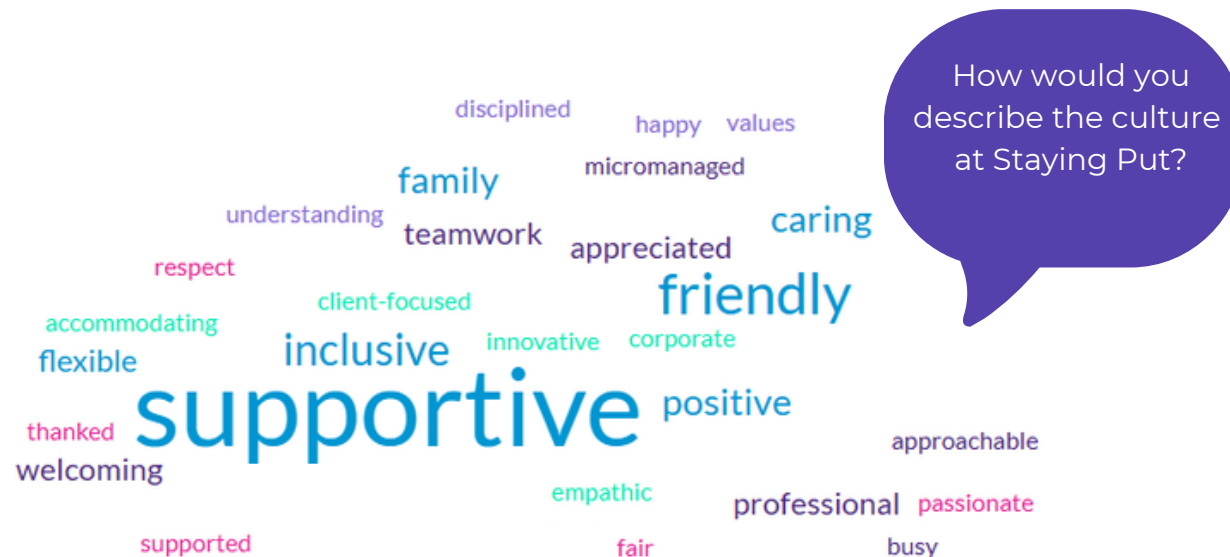 How would you
describe the culture
at Staying Put?
disciplined
happy values
micromanaged
family
understanding
teamwork
appreciated
caring
respect
friendly
client-focused
accommodating
inclusive
innovative
corporate
flexible
supportive
positive
thanked
welcoming
approachable
empathic
professional
passionate
supported
fair
busy